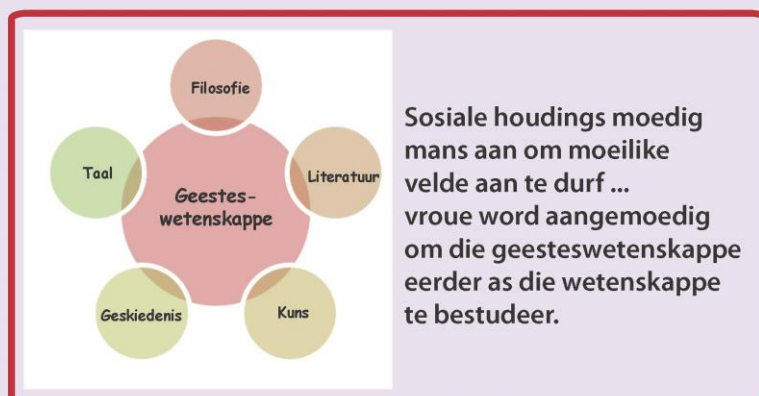 Filosofie
Taal
Literatuur
Geestes-
wetenskappe
Geskiedenis
Kuns
Sosiale houdings moedig
mans aan om moeilike
velde aan te durf ...
vroue word aangemoedig
om die geesteswetenskappe
eerder as die wetenskappe
te bestudeer.